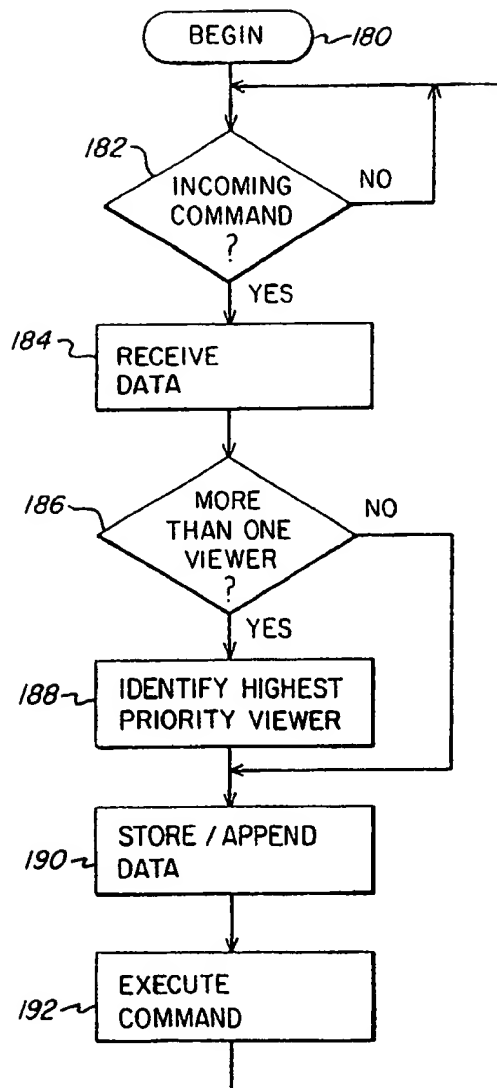 BEGIN
180
182
INCOMING
COMMAND
?
NO
YES
184
RECEIVE
DATA
186
MORE
THAN ONE
VIEWER
?
NO
YES
188
IDENTIFY HIGHEST
PRIORITY VIEWER
190
STORE / APPEND
DATA
192
EXECUTE
COMMAND